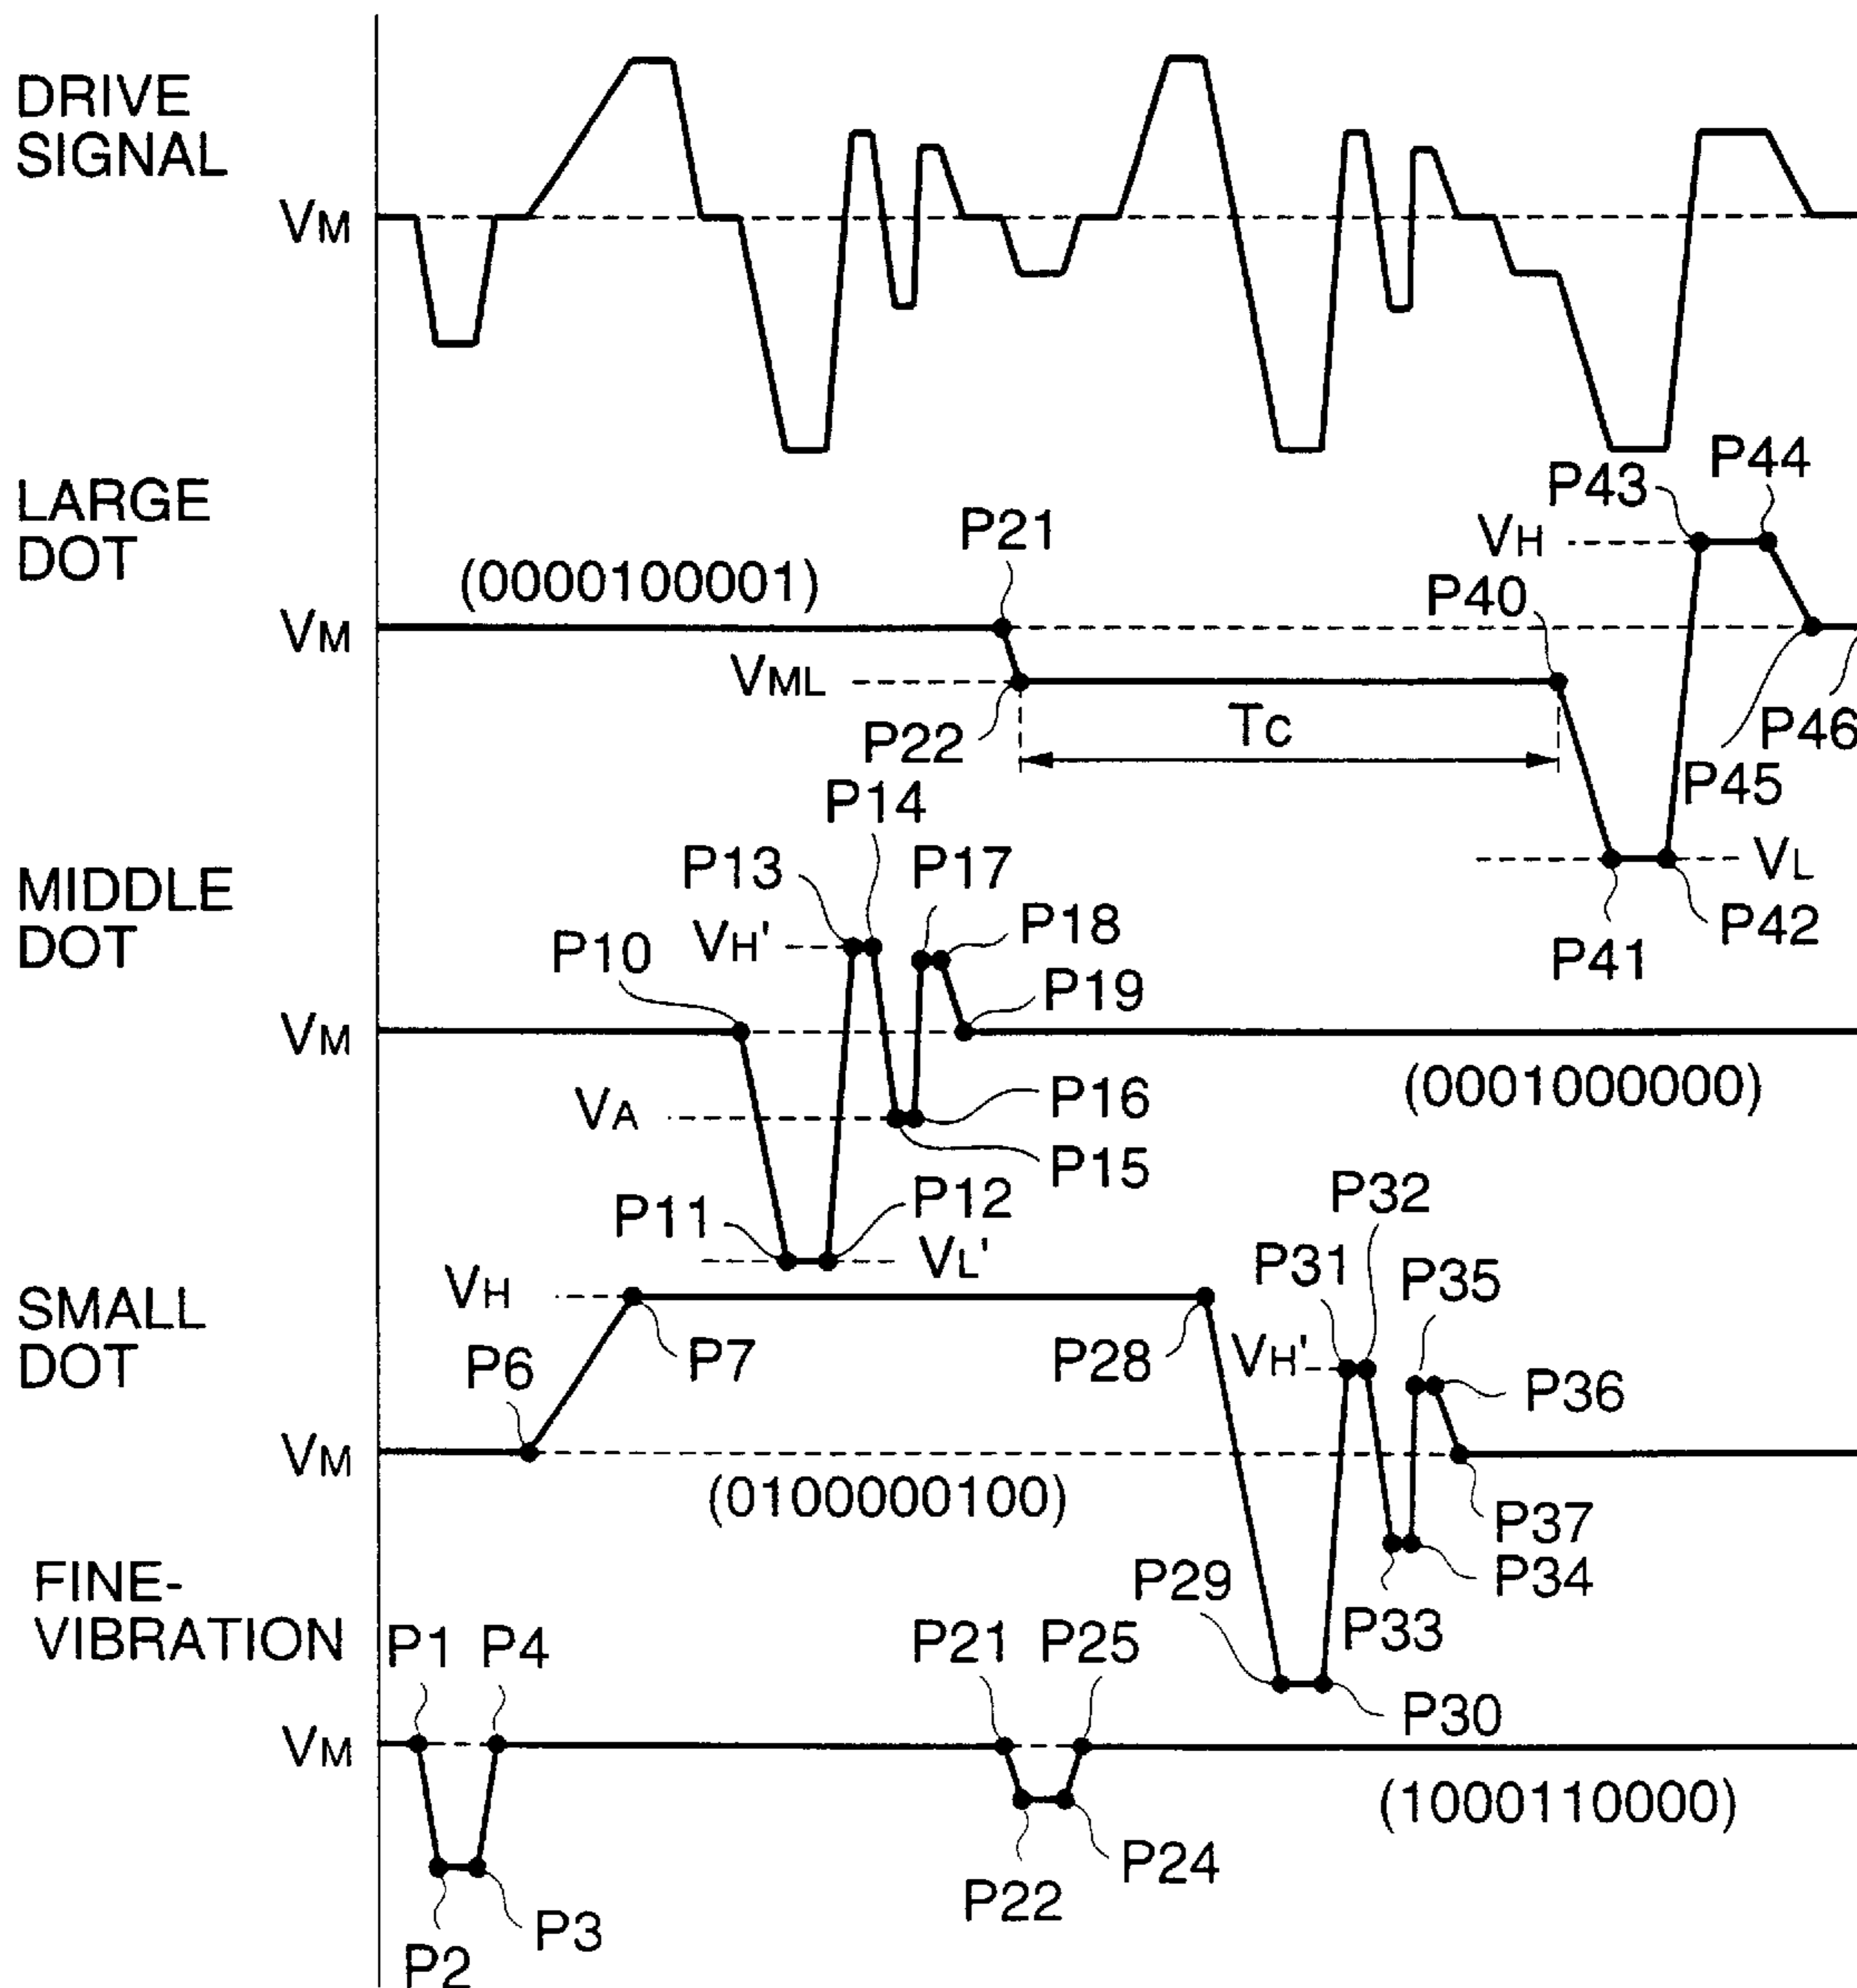 DRIVE
SIGNAL
VM
LARGE
DOT
(0000100001)
P21
P43
P44
VH
P40
VM
VML
P22
TC
P46
P45
VL
P41
P42
MIDDLE
DOT
P14
P13
P17
VH'
P18
P10
P19
VM
(0001000000)
VA
P16
P15
P11
P12
VL'
SMALL
DOT
VH
P6
P7
P28
P32
P31
P35
VH'
P36
VM
(0100000100)
P37
P34
P29
P33
P30
FINE-
VIBRATION
P1
P4
P21
P25
VM
(1000110000)
P24
P22
P3
P2